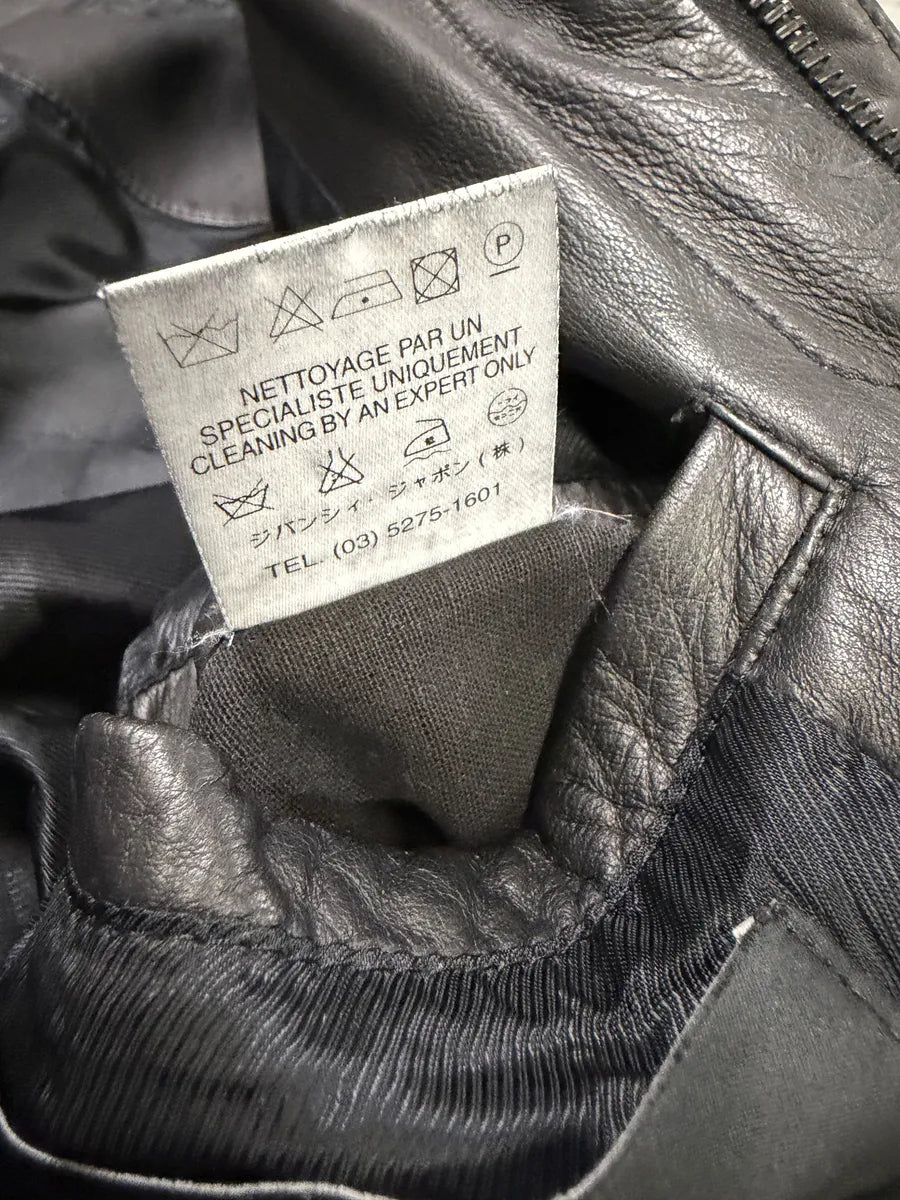 P
NETTOYAGE PAR UN
SPECIALISTE UNIQUEMENT
CLEANING BY AN EXPERT ONLY
ジバンシィ・ジャポン(株)
TEL. (03) 5275-1601